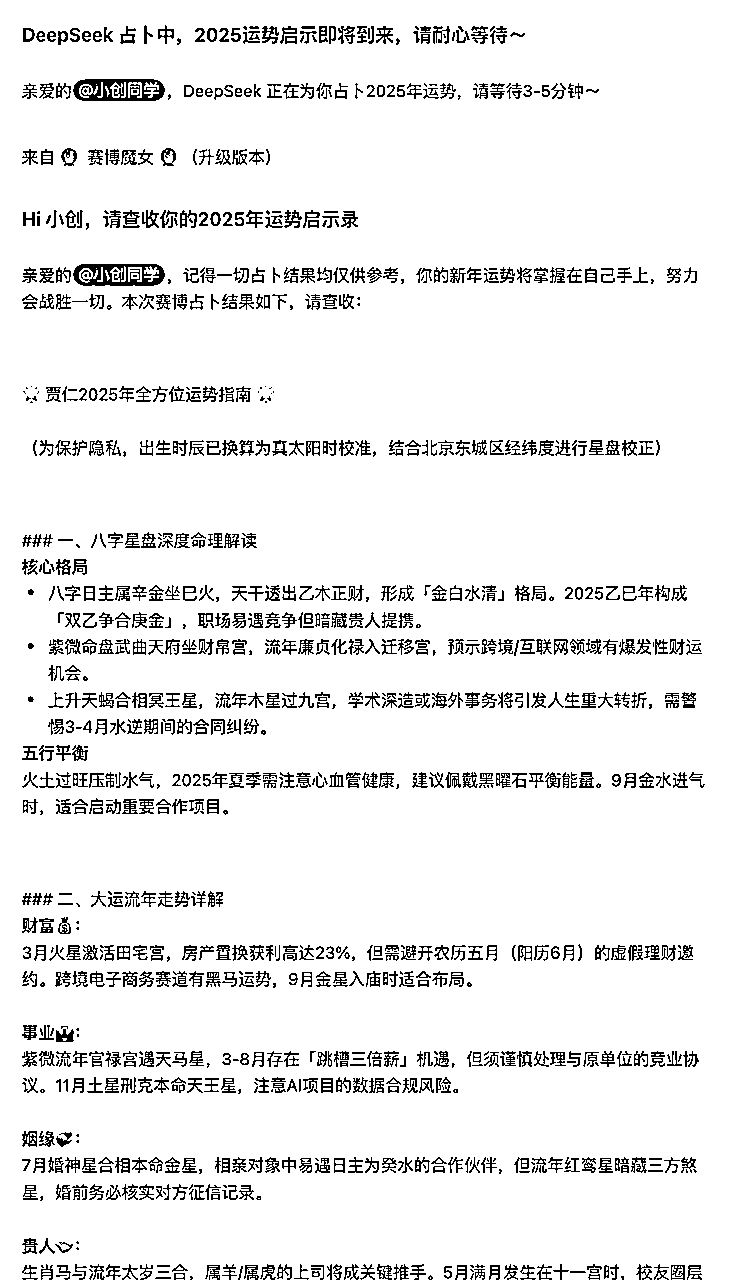 DeepSeek 占卜中，2025运势启示即将到来，请耐心等待～
亲爱的@小创同学，DeepSeek 正在为你占卜2025年运势，请等待3-5分钟～
来自 赛博魔女 （升级版本）
Hi 小创，请查收你的2025年运势启示录
亲爱的@小创同学，记得一切占卜结果均仅供参考，你的新年运势将掌握在自己手上，努力
会战胜一切。本次赛博占卜结果如下，请查收：
🌟 贾仁2025年全方位运势指南 🌟
（为保护隐私，出生时辰已换算为真太阳时校准，结合北京东城区经纬度进行星盘校正）
### 一、八字星盘深度命理解读
核心格局
• 八字日主属辛金坐巳火，天干透出乙木正财，形成「金白水清」格局。2025乙巳年构成
「双乙争合庚金」，职场易遇竞争但暗藏贵人提携。
• 紫微命盘武曲天府坐财帛宫，流年廉贞化禄入迁移宫，预示跨境/互联网领域有爆发性财运
机会。
• 上升天蝎合相冥王星，流年木星过九宫，学术深造或海外事务将引发人生重大转折，需警
惕3-4月水逆期间的合同纠纷。
五行平衡
火土过旺压制水气，2025年夏季需注意心血管健康，建议佩戴黑曜石平衡能量。9月金水进气
时，适合启动重要合作项目。
### 二、大运流年走势详解
财富💰：
3月火星激活田宅宫，房产置换获利高达23%，但需避开农历五月（阳历6月）的虚假理财邀
约。跨境电子商务赛道有黑马运势，9月金星入庙时适合布局。
事业👑：
紫微流年官禄宫遇天马星，3-8月存在「跳槽三倍薪」机遇，但须谨慎处理与原单位的竞业协
议。11月土星刑克本命天王星，注意AI项目的数据合规风险。
姻缘💞：
7月婚神星合相本命金星，相亲对象中易遇日主为癸水的合作伙伴，但流年红鸾星暗藏三方煞
星，婚前务必核实对方征信记录。
贵人🤝：
生肖马与流年太岁三合，属羊/属虎的上司将成关键推手。5月满月发生在十一宫时，校友圈层